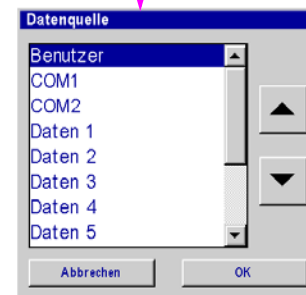 Datenquelle
Benutzer
COM1
COM2
Daten 1
Daten 2
Daten 3
Daten 4
Daten 5
Abbrechen
OK